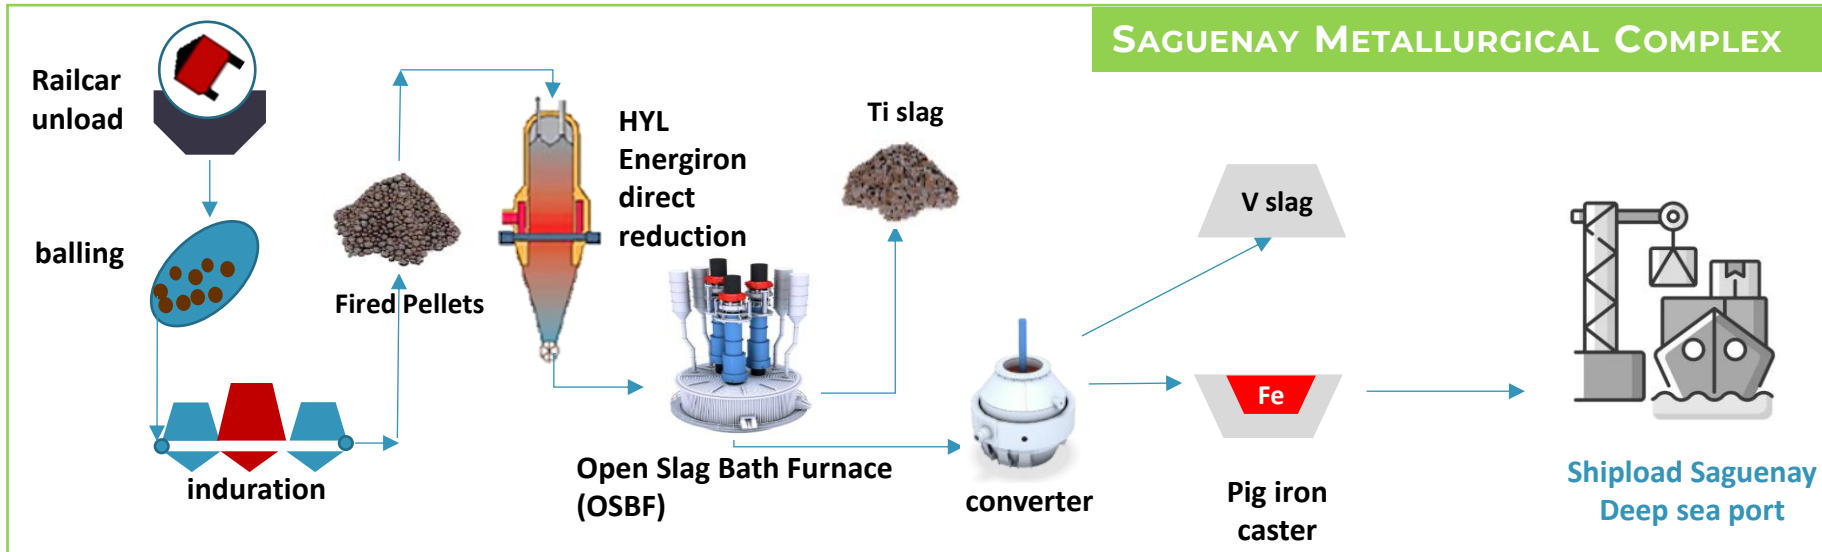 SAGUENAY METALLURGICAL COMPLEX
Railcar
unload
balling
induration
Fired Pellets
HYL
Energiron
direct
reduction
Ti slag
Open Slag Bath Furnace
(OSBF)
converter
V slag
Fe
Pig iron
caster
Shipload Saguenay
Deep sea port